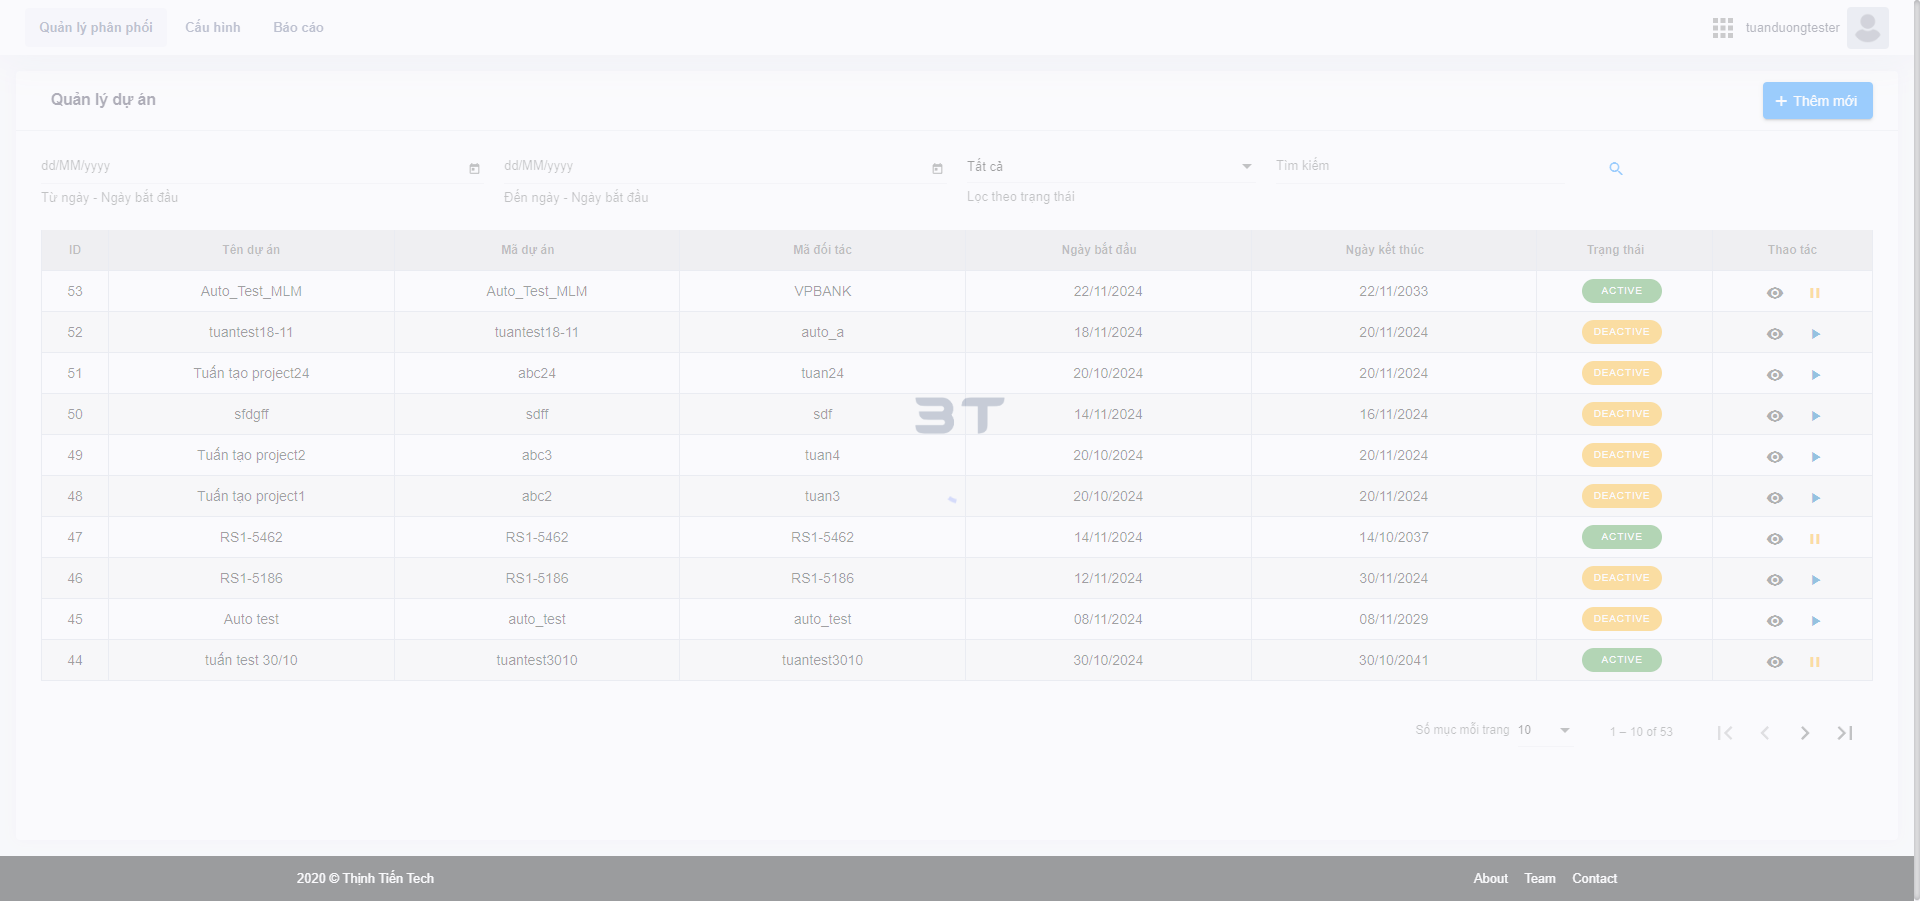 Quản lý phân phối Cấu hình Báo cáo tuanduongtester
Quản lý dự án
+ Thêm mới
dd/MM/yyyy dd/MM/yyyy Tất cả Tìm kiếm
Từ ngày - Ngày bắt đầu Đến ngày - Ngày bắt đầu Lọc theo trạng thái
ID Tên dự án Mã dự án Mã đối tác Ngày bắt đầu Ngày kết thúc Trạng thái Thao tác
53 Auto_Test_MLM Auto_Test_MLM VPBANK 22/11/2024 22/11/2033 ACTIVE
52 tuantest18-11 tuantest18-11 auto_a 18/11/2024 20/11/2024 DEACTIVE
51 Tuấn tạo project24 abc24 tuan24 20/10/2024 20/11/2024 DEACTIVE
50 sfdgff sdff sdf 14/11/2024 16/11/2024 DEACTIVE
3T
49 Tuấn tạo project2 abc3 tuan4 20/10/2024 20/11/2024 DEACTIVE
48 Tuấn tạo project1 abc2 tuan3 20/10/2024 20/11/2024 DEACTIVE
47 RS1-5462 RS1-5462 RS1-5462 14/11/2024 14/10/2037 ACTIVE
46 RS1-5186 RS1-5186 RS1-5186 12/11/2024 30/11/2024 DEACTIVE
45 Auto test auto_test auto_test 08/11/2024 08/11/2029 DEACTIVE
44 tuấn test 30/10 tuantest3010 tuantest3010 30/10/2024 30/10/2041 ACTIVE
Số mục mỗi trang 10 1 – 10 of 53
2020 © Thịnh Tiến Tech About Team Contact